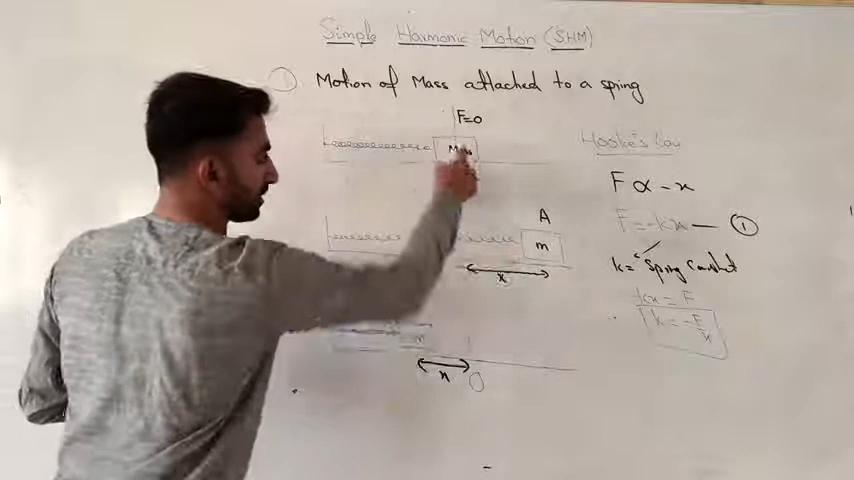 Simple Harmonic Motion (SHM)
① Motion of Mass attached to a spring
F=0
Mass
Hooke's Law
F α - x
F = -kx — ①
A
m
x
k = Spring Constant
-kx = F
k = -F/x
m
x
O